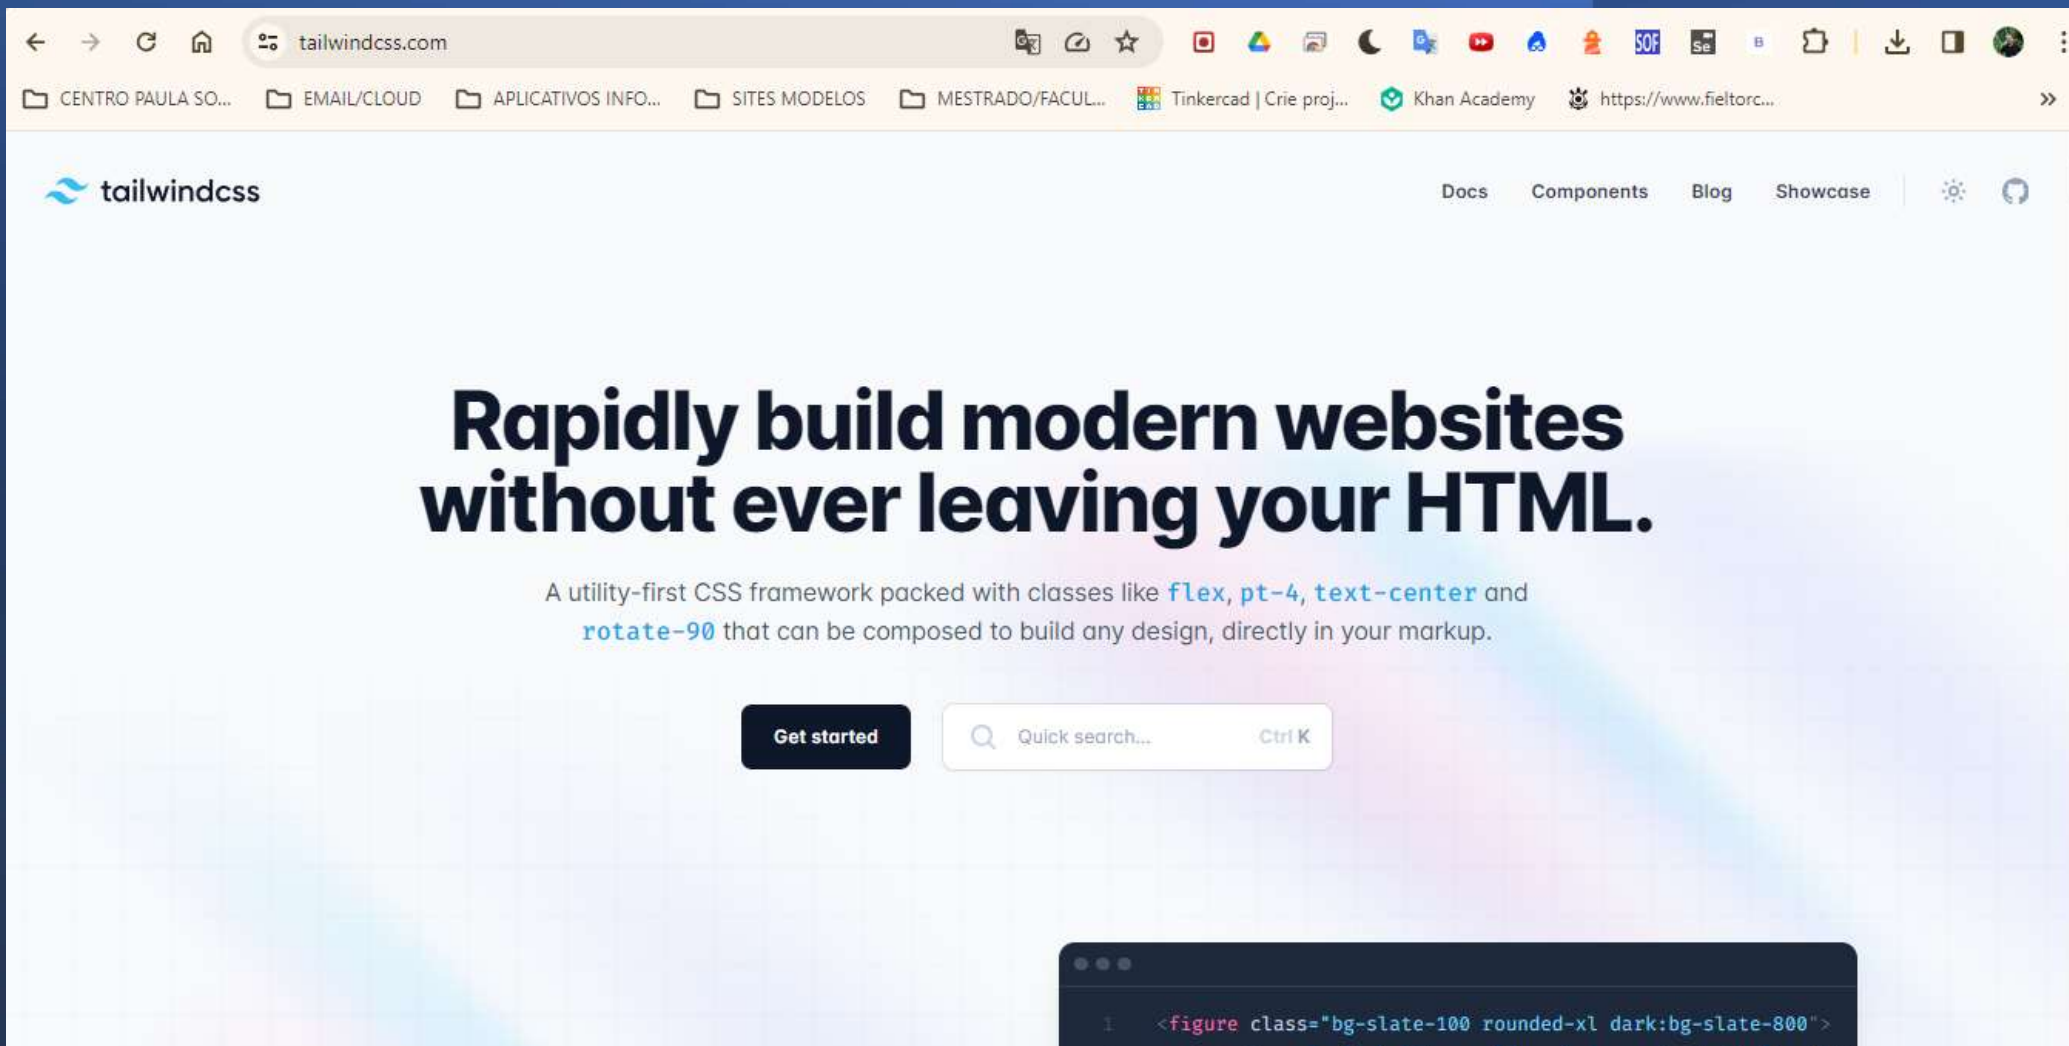 tailwindcss.com
SOF
Se
B
CENTRO PAULA SO...
EMAIL/CLOUD
APLICATIVOS INFO...
SITES MODELOS
MESTRADO/FACUL...
Tinkercad | Crie proj...
Khan Academy
https://www.fieltorc...
tailwindcss
Docs Components Blog Showcase
Rapidly build modern websites
without ever leaving your HTML.
A utility-first CSS framework packed with classes like flex, pt-4, text-center and
rotate-90 that can be composed to build any design, directly in your markup.
Get started
Quick search... Ctrl K
1 <figure class="bg-slate-100 rounded-xl dark:bg-slate-800">